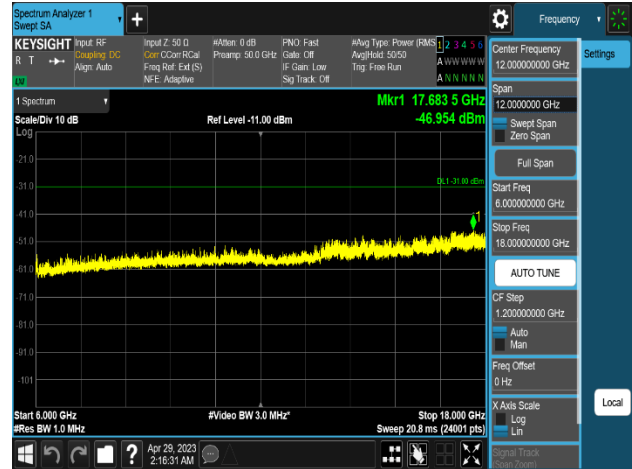 Spectrum Analyzer 1
Swept SA
Frequency
KEYSIGHT
R T
LNI
Input: RF
Coupling: DC
Align: Auto
Input Z: 50 Ω
Corr CCorr RCal
Freq Ref: Ext (S)
NFE: Adaptive
#Atten: 0 dB
Preamp: 50.0 GHz
PNO: Fast
Gate: Off
IF Gain: Low
Sig Track: Off
#Avg Type: Power (RMS
Avg|Hold: 50/50
Trig: Free Run
1 2 3 4 5 6
A W W W W W
A N N N N N
1 Spectrum
Scale/Div 10 dB
Ref Level -11.00 dBm
Mkr1 17.683 5 GHz
-46.954 dBm
Log
-21.0
-31.0
-41.0
-51.0
-61.0
-71.0
-81.0
-91.0
-101
DL1 -31.00 dBm
1
Start 6.000 GHz
#Res BW 1.0 MHz
#Video BW 3.0 MHz*
Stop 18.000 GHz
Sweep 20.8 ms (24001 pts)
Apr 29, 2023
2:16:31 AM
Center Frequency
12.000000000 GHz
Span
12.0000000 GHz
Swept Span
Zero Span
Full Span
Start Freq
6.000000000 GHz
Stop Freq
18.000000000 GHz
AUTO TUNE
CF Step
1.200000000 GHz
Auto
Man
Freq Offset
0 Hz
X Axis Scale
Log
Lin
Signal Track
(Span Zoom)
Settings
Local